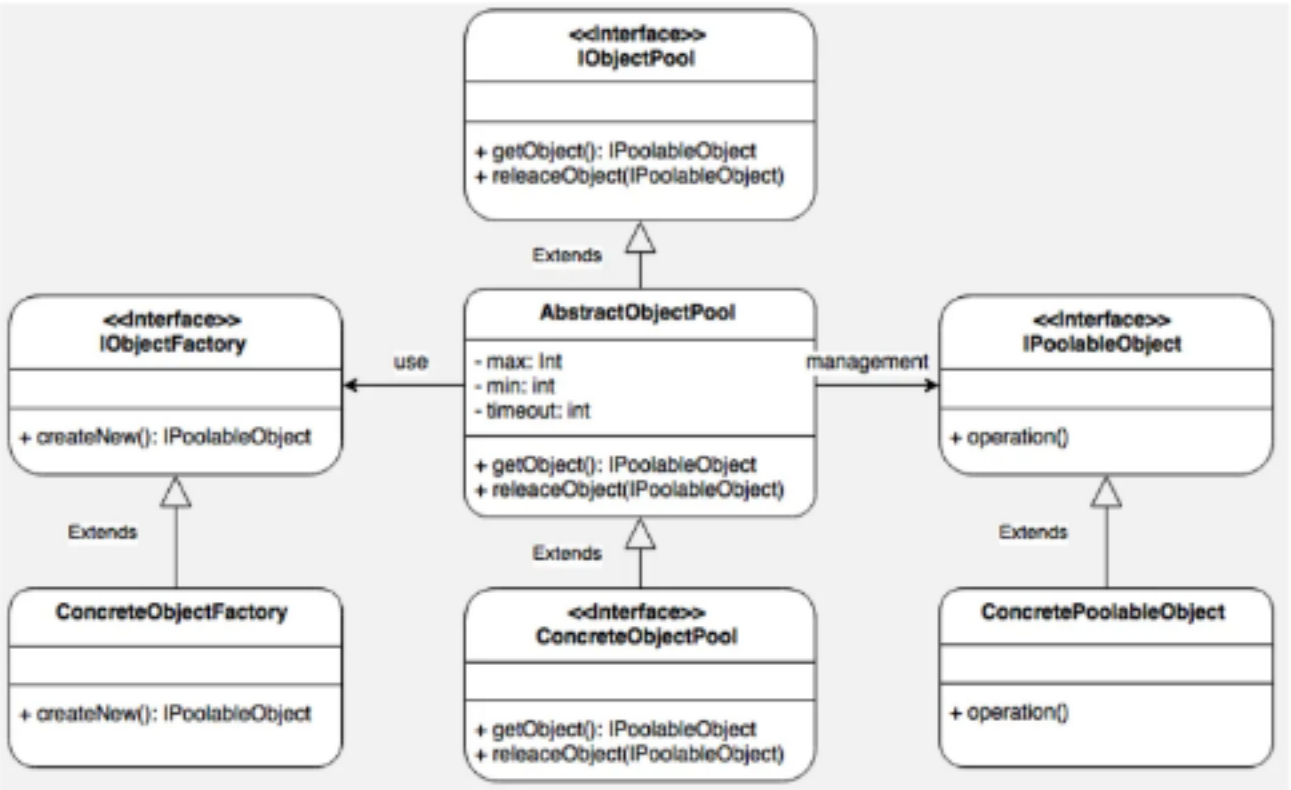 <<Interface>>
IObjectPool
+ getObject(): IPoolableObject
+ releaceObject(IPoolableObject)
Extends
<<Interface>>
IObjectFactory
+ createNew(): IPoolableObject
use
AbstractObjectPool
- max: Int
- min: int
- timeout: int
+ getObject(): IPoolableObject
+ releaceObject(IPoolableObject)
management
<<Interface>>
IPoolableObject
+ operation()
Extends
Extends
Extends
ConcreteObjectFactory
+ createNew(): IPoolableObject
<<Interface>>
ConcreteObjectPool
+ getObject(): IPoolableObject
+ releaceObject(IPoolableObject)
ConcretePoolableObject
+ operation()